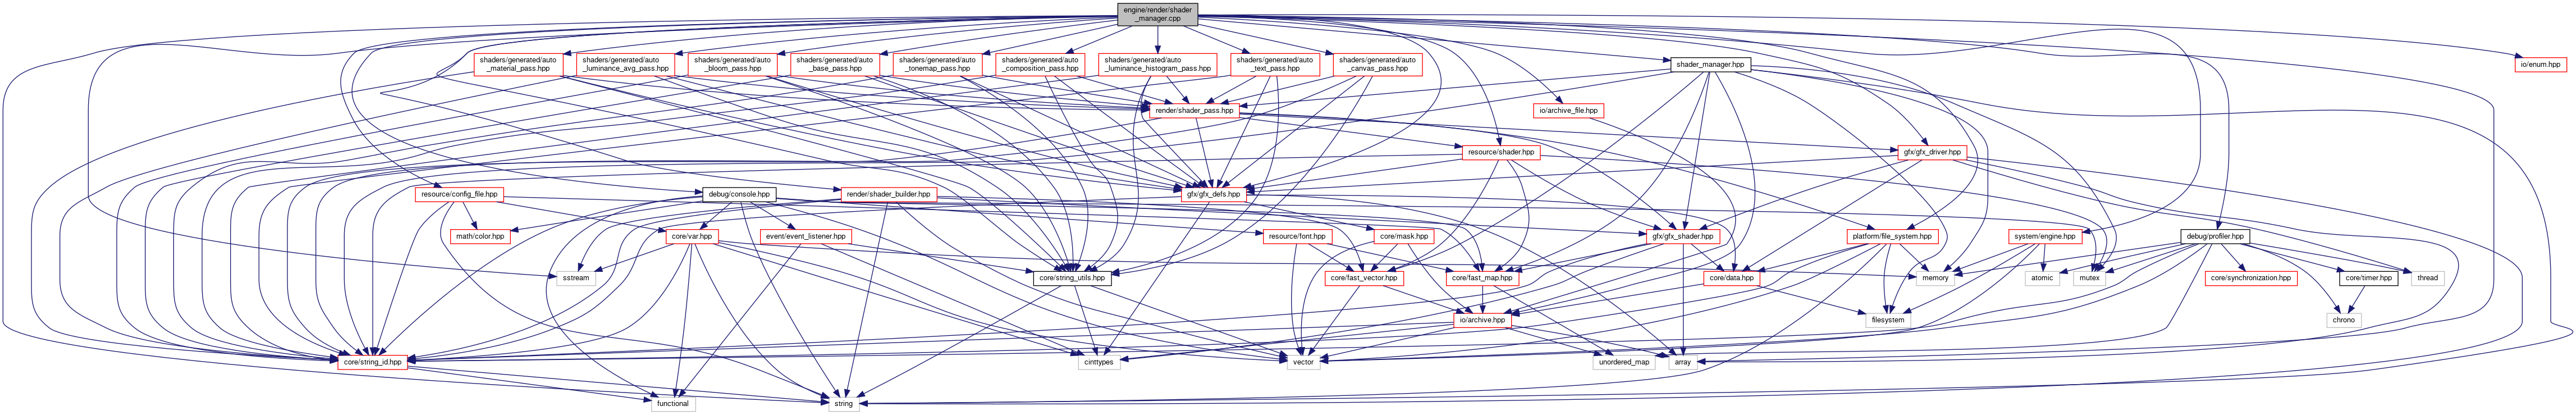 engine/render/shader
_manager.cpp
shaders/generated/auto
_material_pass.hpp
shaders/generated/auto
_luminance_avg_pass.hpp
shaders/generated/auto
_bloom_pass.hpp
shaders/generated/auto
_base_pass.hpp
shaders/generated/auto
_tonemap_pass.hpp
shaders/generated/auto
_composition_pass.hpp
shaders/generated/auto
_luminance_histogram_pass.hpp
shaders/generated/auto
_text_pass.hpp
shaders/generated/auto
_canvas_pass.hpp
shader_manager.hpp
io/enum.hpp
render/shader_pass.hpp
io/archive_file.hpp
resource/shader.hpp
gfx/gfx_driver.hpp
resource/config_file.hpp
debug/console.hpp
render/shader_builder.hpp
gfx/gfx_defs.hpp
math/color.hpp
core/var.hpp
event/event_listener.hpp
resource/font.hpp
core/mask.hpp
gfx/gfx_shader.hpp
platform/file_system.hpp
system/engine.hpp
debug/profiler.hpp
sstream
core/string_utils.hpp
core/fast_vector.hpp
core/fast_map.hpp
core/data.hpp
memory
atomic
mutex
core/synchronization.hpp
core/timer.hpp
thread
io/archive.hpp
filesystem
chrono
core/string_id.hpp
cinttypes
vector
unordered_map
array
functional
string